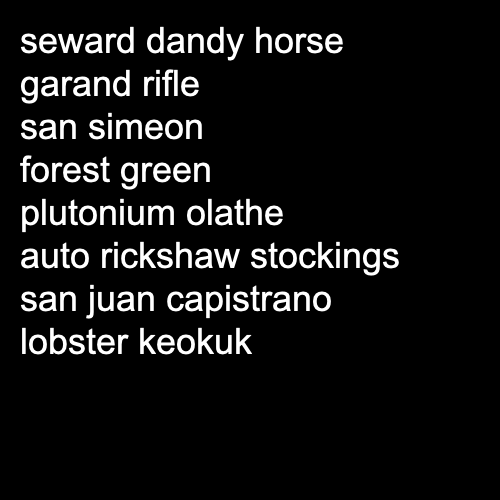 seward dandy horse
garand rifle
san simeon
forest green
plutonium olathe
auto rickshaw stockings
san juan capistrano
lobster keokuk